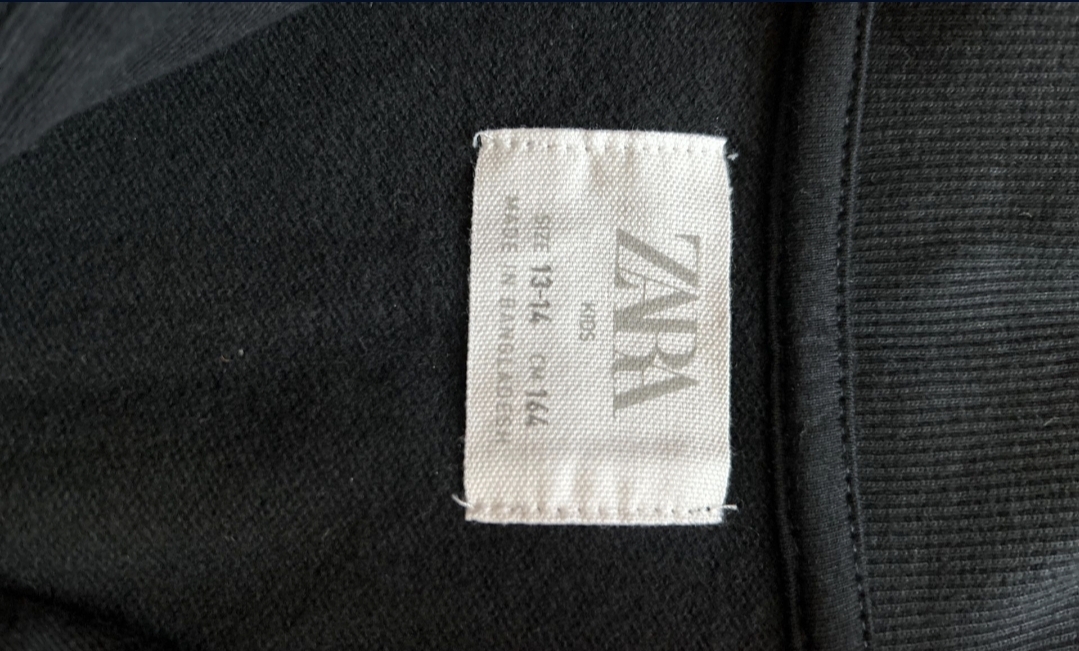 ZARA
KIDS
SIZE 13-14 CM 164
MADE IN BANGLADESH